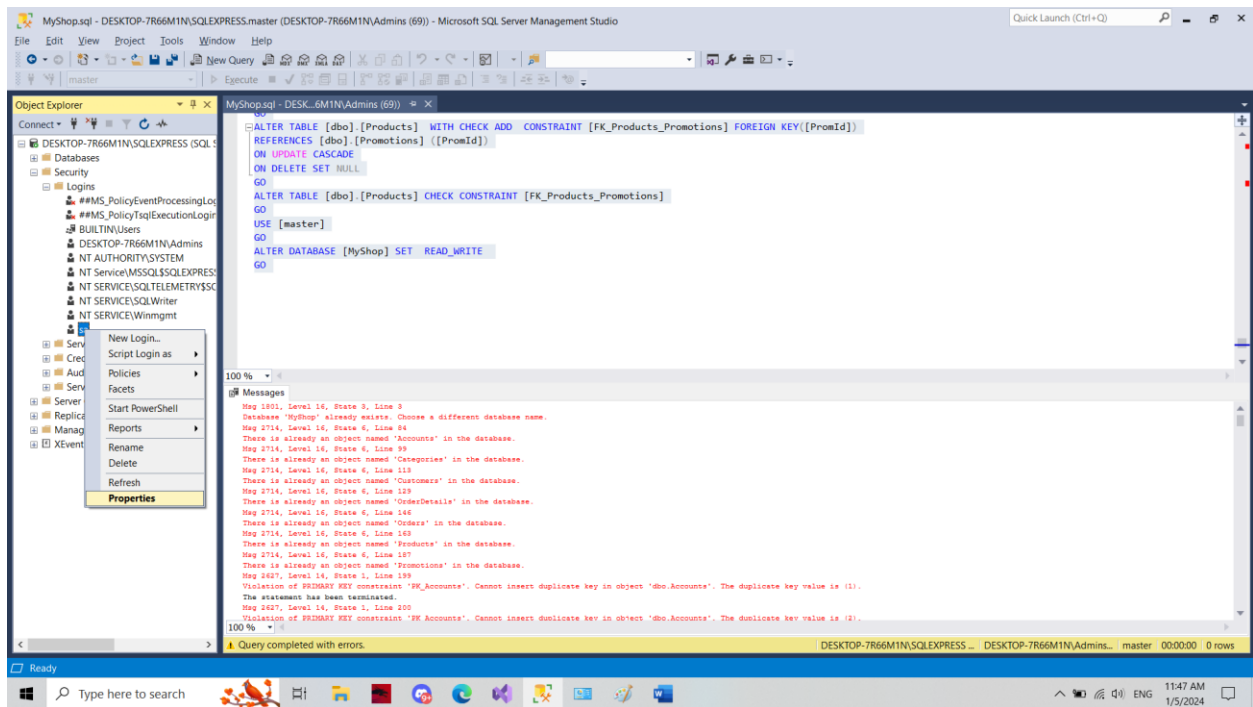 MyShop.sql - DESKTOP-7R66M1N\SQLEXPRESS.master (DESKTOP-7R66M1N\Admins (69)) - Microsoft SQL Server Management Studio
Quick Launch (Ctrl+Q)
File Edit View Project Tools Window Help
New Query MDX DMX XMLA DAX
master Execute
Object Explorer
MyShop.sql - DESK...6M1N\Admins (69))
Connect
DESKTOP-7R66M1N\SQLEXPRESS (SQL S
Databases
Security
Logins
##MS_PolicyEventProcessingLog
##MS_PolicyTsqlExecutionLogin
BUILTIN\Users
DESKTOP-7R66M1N\Admins
NT AUTHORITY\SYSTEM
NT Service\MSSQL$SQLEXPRES
NT SERVICE\SQLTELEMETRY$SC
NT SERVICE\SQLWriter
NT SERVICE\Winmgmt
Serv
Cred
Aud
Serv
Server
Replica
Manag
XEvent
New Login...
Script Login as
Policies
Facets
Start PowerShell
Reports
Rename
Delete
Refresh
Properties
GO
ALTER TABLE [dbo].[Products] WITH CHECK ADD CONSTRAINT [FK_Products_Promotions] FOREIGN KEY([PromId])
REFERENCES [dbo].[Promotions] ([PromId])
ON UPDATE CASCADE
ON DELETE SET NULL
GO
ALTER TABLE [dbo].[Products] CHECK CONSTRAINT [FK_Products_Promotions]
GO
USE [master]
GO
ALTER DATABASE [MyShop] SET READ_WRITE
GO
100 %
Messages
Msg 1801, Level 16, State 3, Line 3
Database 'MyShop' already exists. Choose a different database name.
Msg 2714, Level 16, State 6, Line 84
There is already an object named 'Accounts' in the database.
Msg 2714, Level 16, State 6, Line 99
There is already an object named 'Categories' in the database.
Msg 2714, Level 16, State 6, Line 113
There is already an object named 'Customers' in the database.
Msg 2714, Level 16, State 6, Line 129
There is already an object named 'OrderDetails' in the database.
Msg 2714, Level 16, State 6, Line 146
There is already an object named 'Orders' in the database.
Msg 2714, Level 16, State 6, Line 163
There is already an object named 'Products' in the database.
Msg 2714, Level 16, State 6, Line 187
There is already an object named 'Promotions' in the database.
Msg 2627, Level 14, State 1, Line 199
Violation of PRIMARY KEY constraint 'PK_Accounts'. Cannot insert duplicate key in object 'dbo.Accounts'. The duplicate key value is (1).
The statement has been terminated.
Msg 2627, Level 14, State 1, Line 200
Violation of PRIMARY KEY constraint 'PK_Accounts'. Cannot insert duplicate key in object 'dbo.Accounts'. The duplicate key value is (2).
100 %
Query completed with errors.
DESKTOP-7R66M1N\SQLEXPRESS ... DESKTOP-7R66M1N\Admins... master 00:00:00 0 rows
Ready
Type here to search
ENG
11:47 AM
1/5/2024